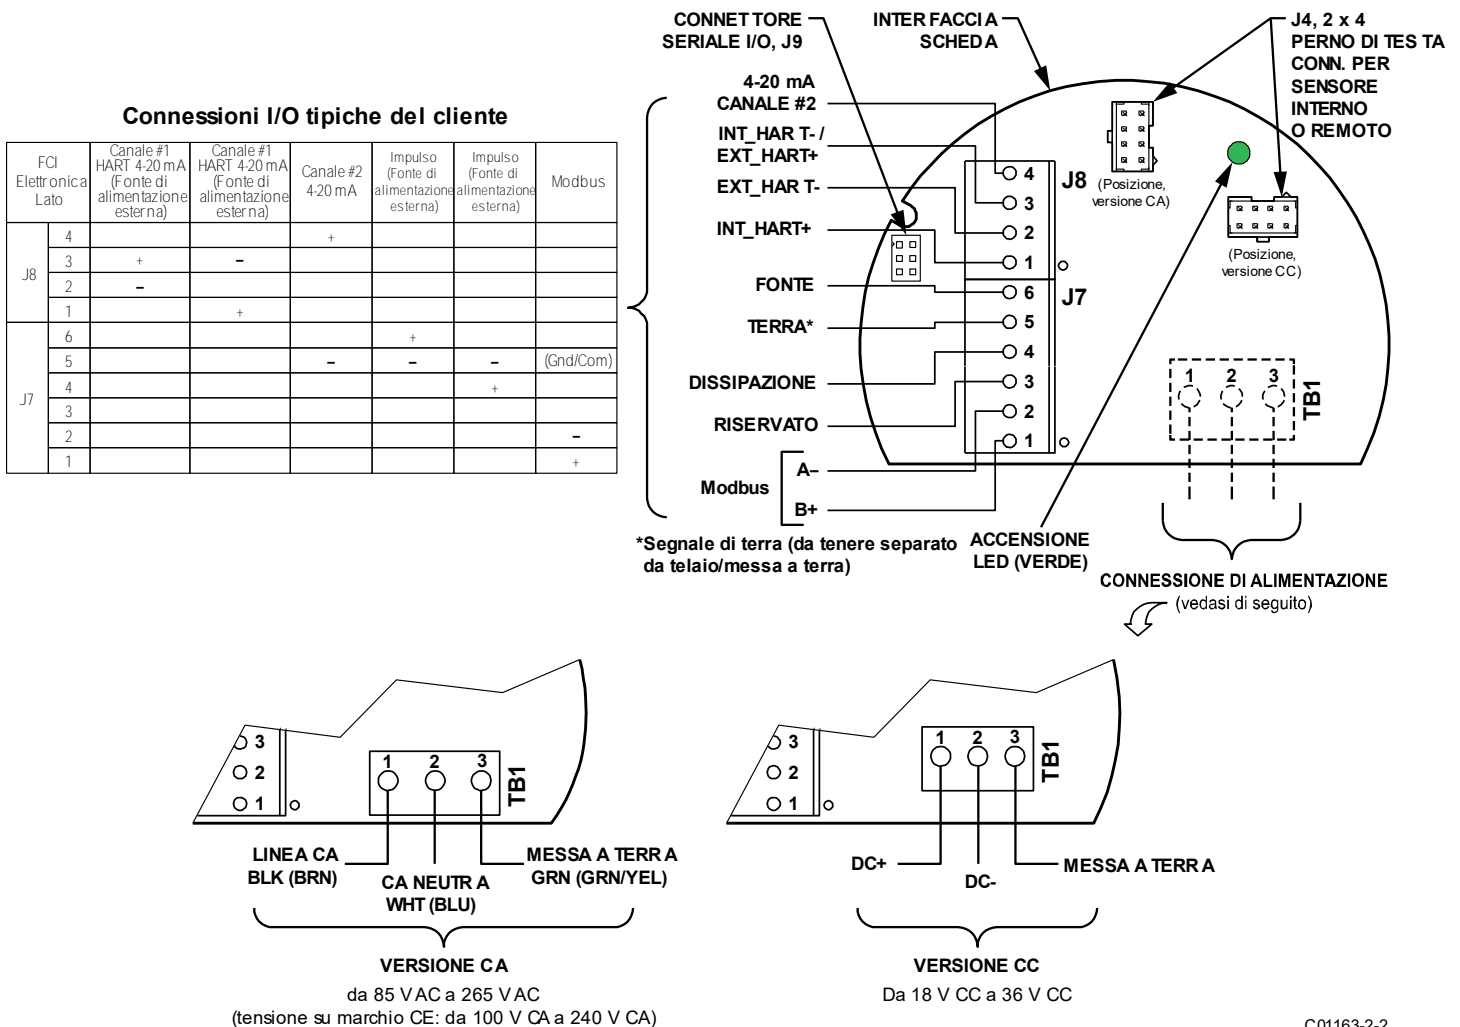 CONNETTORE
SERIALE I/O, J9
INTERFACCIA
SCHEDA
J4, 2 x 4
PERNO DI TESTA
CONN. PER
SENSORE
INTERNO
O REMOTO
Connessioni I/O tipiche del cliente
FCI
Elettronica
Lato
Canale #1
HART 4-20 mA
(Fonte di
alimentazione
esterna)
Canale #1
HART 4-20 mA
(Fonte di
alimentazione
esterna)
Canale #2
4-20 mA
Impulso
(Fonte di
alimentazione
esterna)
Impulso
(Fonte di
alimentazione
esterna)
Modbus
J8
4 +
3 + –
2 –
1 +
J7
6 +
5 – – – (Gnd/Com)
4 +
3
2 –
1 +
4-20 mA
CANALE #2
INT_HART- /
EXT_HART+
EXT_HART-
INT_HART+
FONTE
TERRA*
DISSIPAZIONE
RISERVATO
Modbus
A–
B+
4
3
2
1
J8
6
5
4
3
2
1
J7
(Posizione,
versione CA)
(Posizione,
versione CC)
1 2 3
TB1
*Segnale di terra (da tenere separato
da telaio/messa a terra)
ACCENSIONE
LED (VERDE)
CONNESSIONE DI ALIMENTAZIONE
(vedasi di seguito)
3
2
1
1 2 3
TB1
LINEA CA
BLK (BRN)
CA NEUTRA
WHT (BLU)
MESSA A TERRA
GRN (GRN/YEL)
VERSIONE CA
da 85 VAC a 265 VAC
(tensione su marchio CE: da 100 V CA a 240 V CA)
3
2
1
1 2 3
TB1
DC+
DC-
MESSA A TERRA
VERSIONE CC
Da 18 V CC a 36 V CC
C01163-2-2